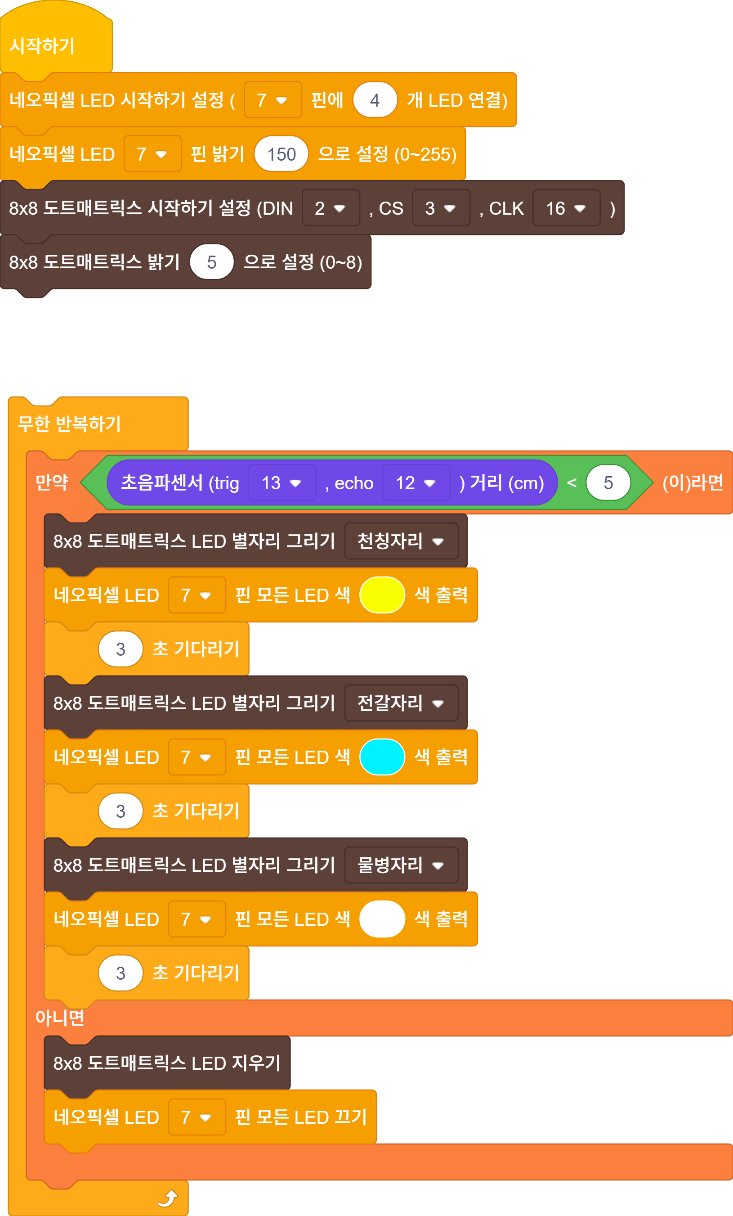 시작하기
네오픽셀 LED 시작하기 설정 ( 7 핀에 4 개 LED 연결)
네오픽셀 LED 7 핀 밝기 150 으로 설정 (0~255)
8x8 도트매트릭스 시작하기 설정 (DIN 2 , CS 3 , CLK 16 )
8x8 도트매트릭스 밝기 5 으로 설정 (0~8)
무한 반복하기
만약 초음파센서 (trig 13 , echo 12 ) 거리 (cm) < 5 (이)라면
8x8 도트매트릭스 LED 별자리 그리기 천칭자리
네오픽셀 LED 7 핀 모든 LED 색 색 출력
3 초 기다리기
8x8 도트매트릭스 LED 별자리 그리기 전갈자리
네오픽셀 LED 7 핀 모든 LED 색 색 출력
3 초 기다리기
8x8 도트매트릭스 LED 별자리 그리기 물병자리
네오픽셀 LED 7 핀 모든 LED 색 색 출력
3 초 기다리기
아니면
8x8 도트매트릭스 LED 지우기
네오픽셀 LED 7 핀 모든 LED 끄기